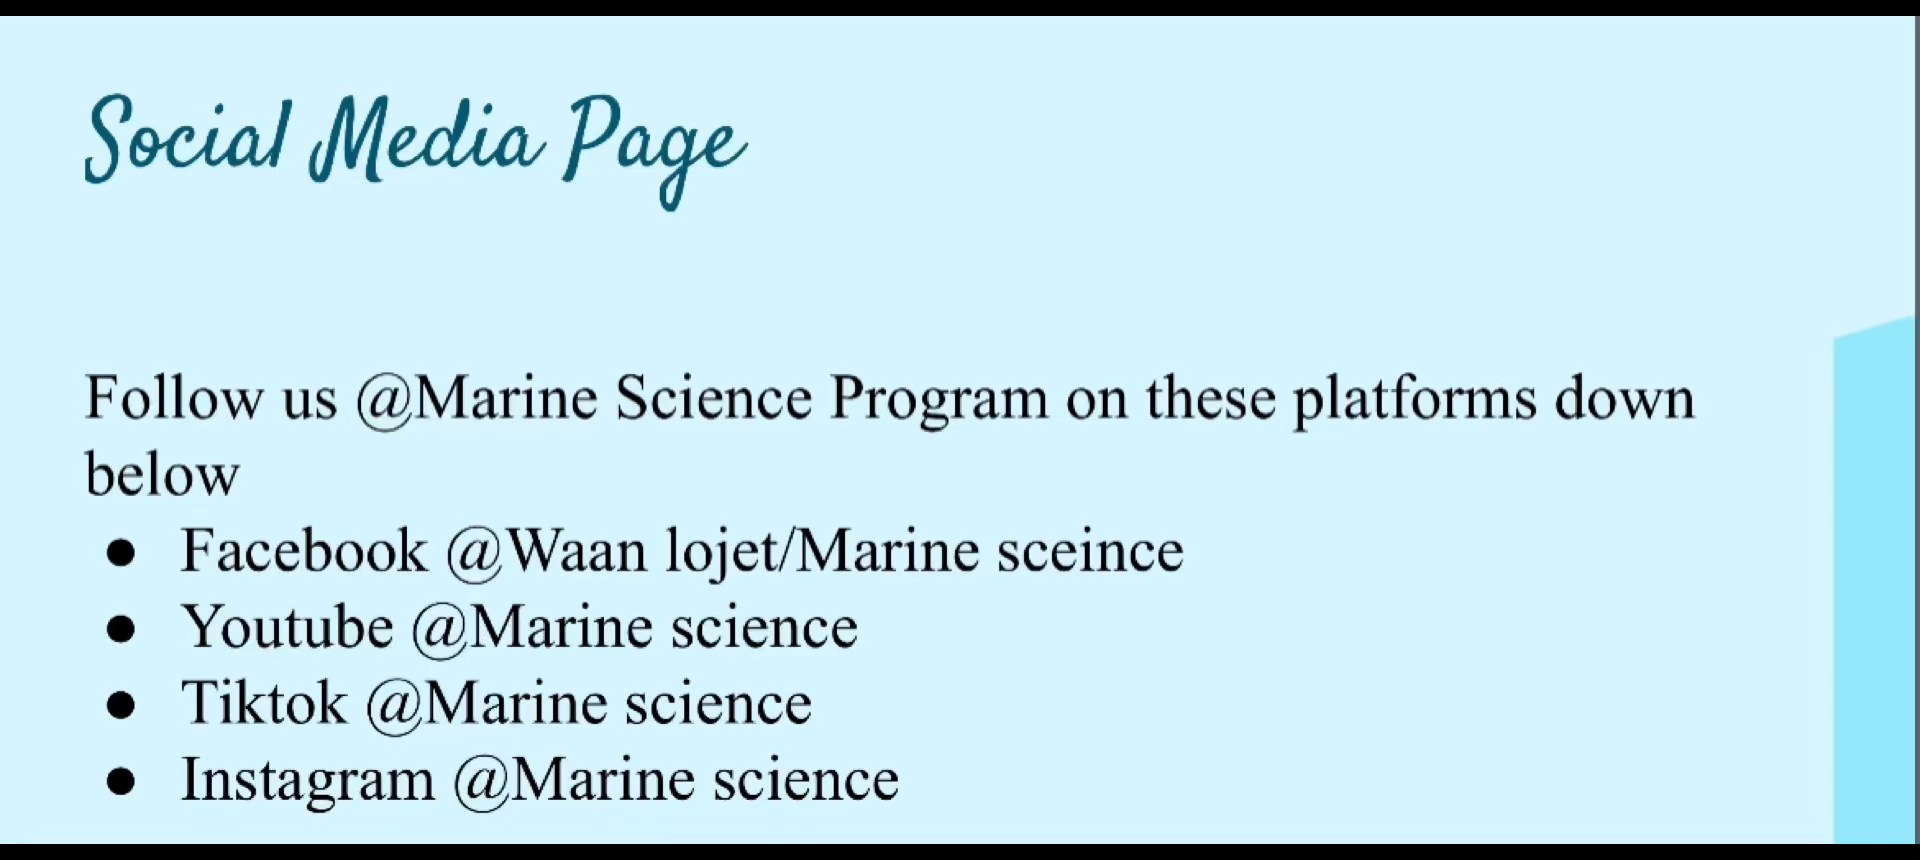 Social Media Page
Follow us @Marine Science Program on these platforms down
below
● Facebook @Waan lojet/Marine sceince
● Youtube @Marine science
● Tiktok @Marine science
● Instagram @Marine science